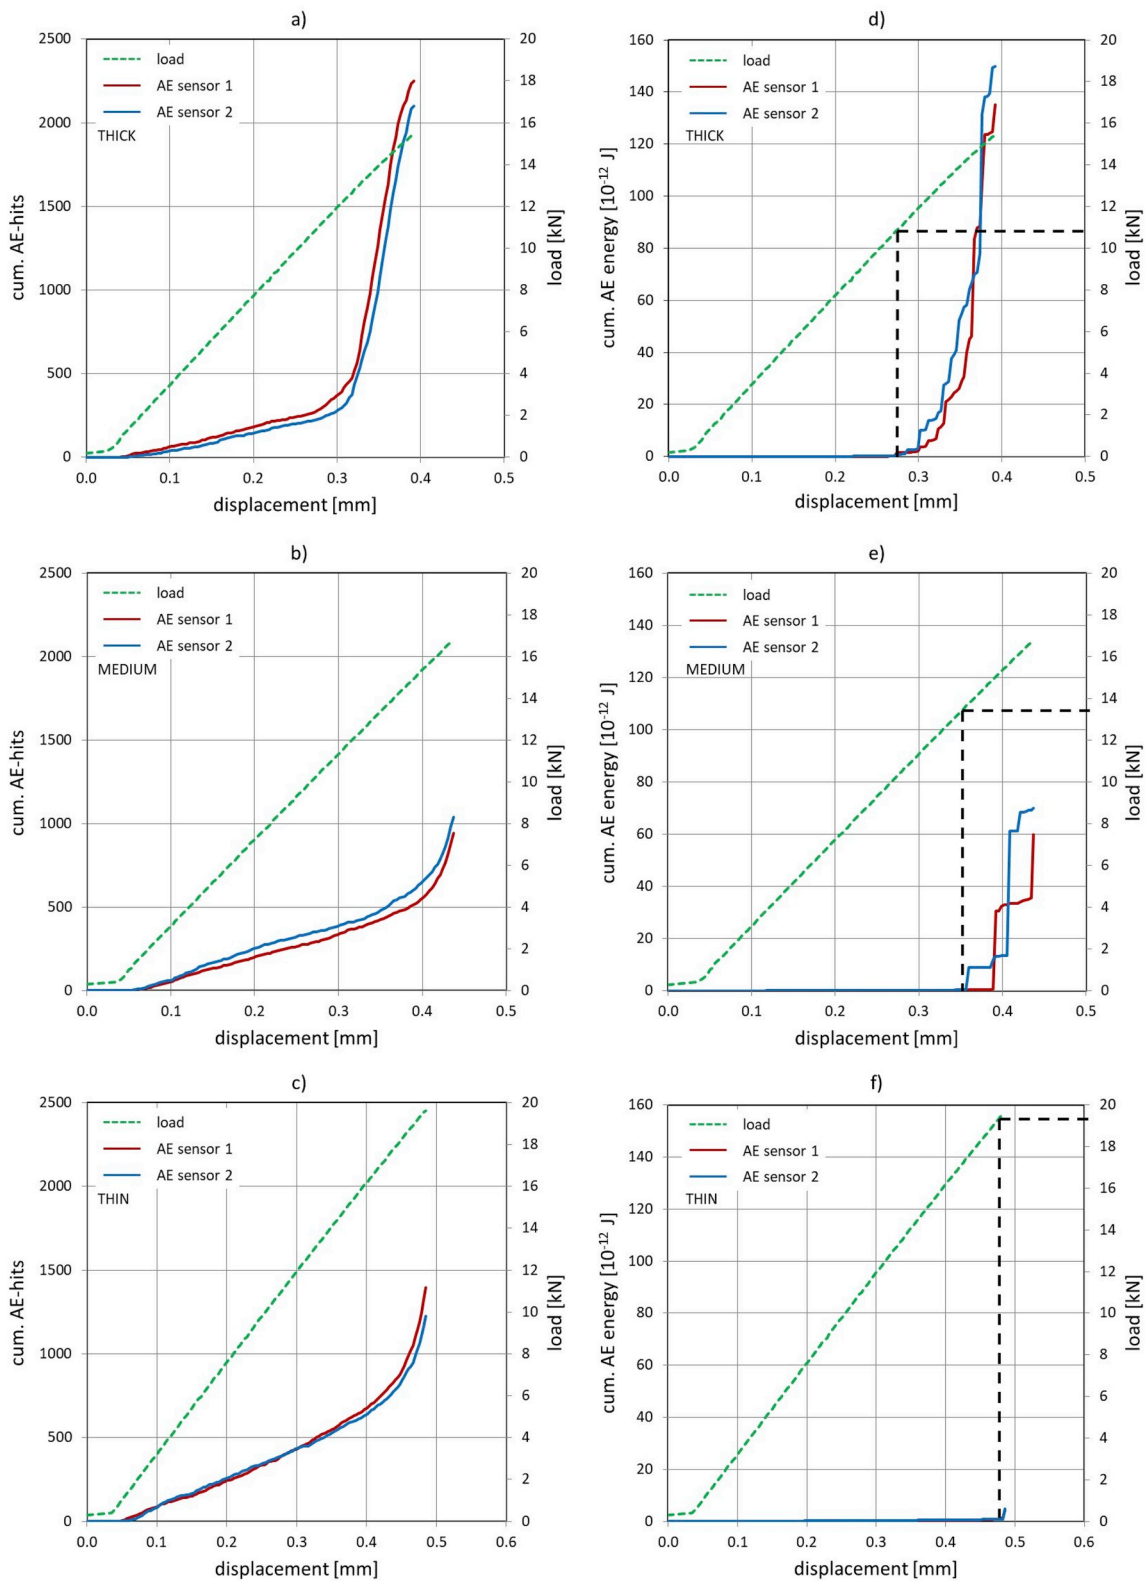 a)
2500
2000
1500
1000
500
0
cum. AE-hits
load
AE sensor 1
AE sensor 2
THICK
20
18
16
14
12
10
8
6
4
2
0
load [kN]
0.0 0.1 0.2 0.3 0.4 0.5
displacement [mm]
d)
160
140
120
100
80
60
40
20
0
cum. AE energy [10⁻¹² J]
load
AE sensor 1
AE sensor 2
THICK
20
18
16
14
12
10
8
6
4
2
0
load [kN]
0.0 0.1 0.2 0.3 0.4 0.5
displacement [mm]
b)
2500
2000
1500
1000
500
0
cum. AE-hits
load
AE sensor 1
AE sensor 2
MEDIUM
20
18
16
14
12
10
8
6
4
2
0
load [kN]
0.0 0.1 0.2 0.3 0.4 0.5
displacement [mm]
e)
160
140
120
100
80
60
40
20
0
cum. AE energy [10⁻¹² J]
load
AE sensor 1
AE sensor 2
MEDIUM
20
18
16
14
12
10
8
6
4
2
0
load [kN]
0.0 0.1 0.2 0.3 0.4 0.5
displacement [mm]
c)
2500
2000
1500
1000
500
0
cum. AE-hits
load
AE sensor 1
AE sensor 2
THIN
20
18
16
14
12
10
8
6
4
2
0
load [kN]
0.0 0.1 0.2 0.3 0.4 0.5 0.6
displacement [mm]
f)
160
140
120
100
80
60
40
20
0
cum. AE energy [10⁻¹² J]
load
AE sensor 1
AE sensor 2
THIN
20
18
16
14
12
10
8
6
4
2
0
load [kN]
0.0 0.1 0.2 0.3 0.4 0.5 0.6
displacement [mm]